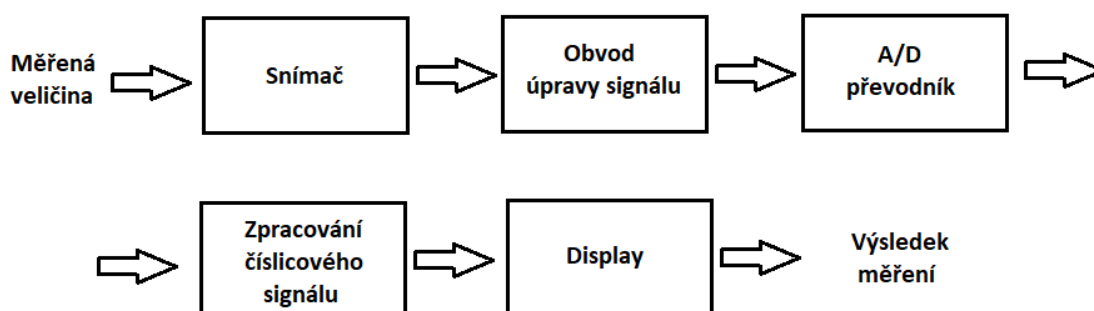 Měřená
veličina
Snímač
Obvod
úpravy signálu
A/D
převodník
Zpracování
číslicového
signálu
Display
Výsledek
měření